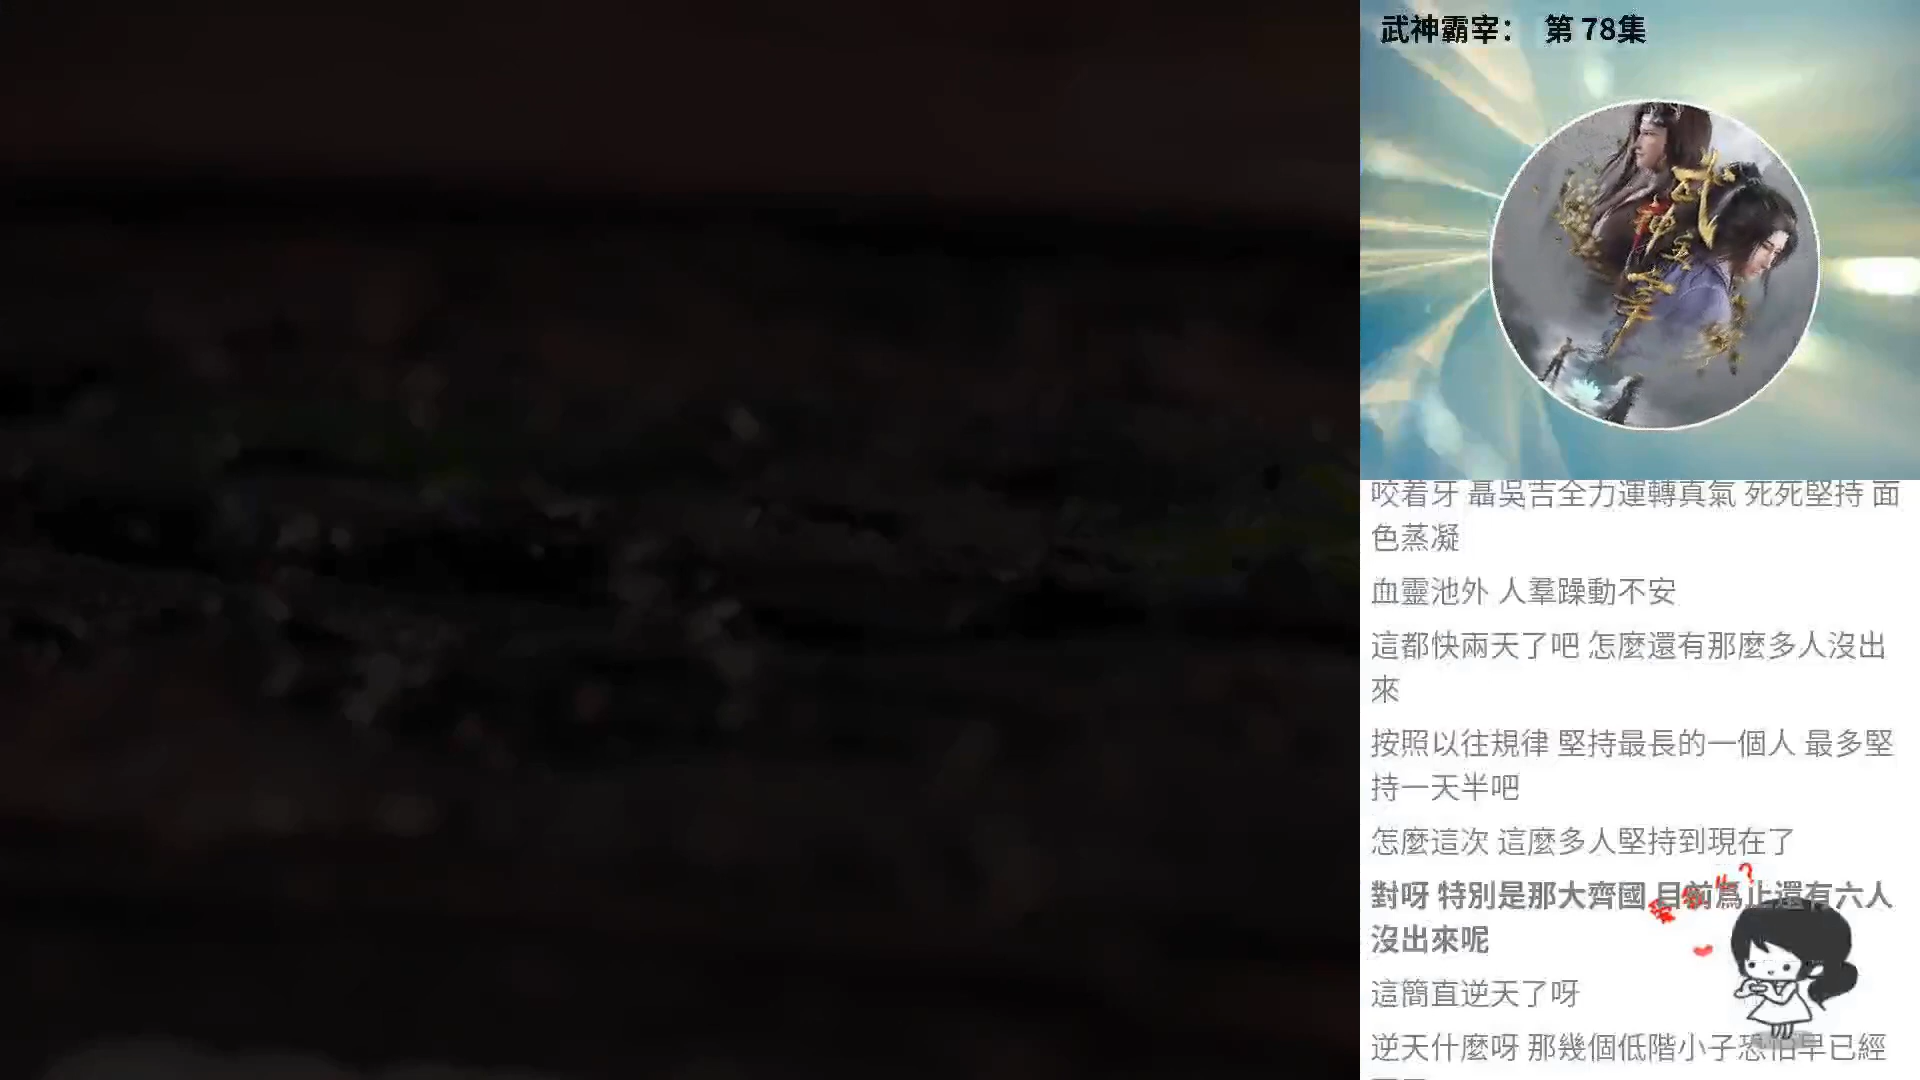 武神霸宰： 第 78集
武神主宰
咬着牙 聶吳吉全力運轉真氣 死死堅持 面
色蒸凝
血靈池外 人羣躁動不安
這都快兩天了吧 怎麼還有那麼多人沒出
來
按照以往規律 堅持最長的一個人 最多堅
持一天半吧
怎麼這次 這麼多人堅持到現在了
對呀 特別是那大齊國 目前爲止還有六人
沒出來呢
這簡直逆天了呀
逆天什麼呀 那幾個低階小子恐怕早已經